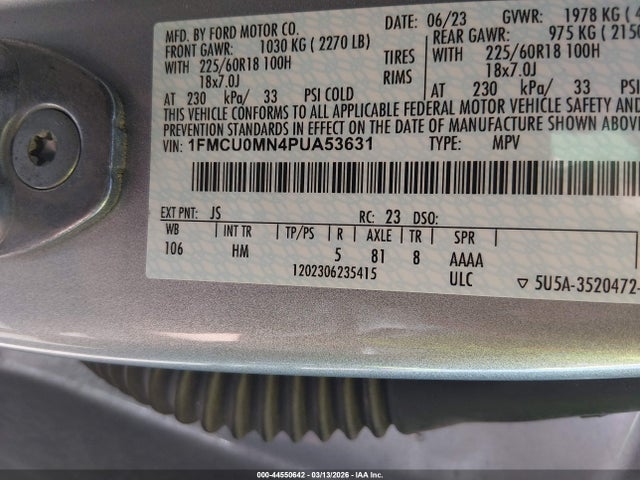 MFD. BY FORD MOTOR CO.
DATE: 06/23 GVWR: 1978 KG ( 4
FRONT GAWR: 1030 KG ( 2270 LB)
REAR GAWR: 975 KG ( 2150
WITH 225/60R18 100H TIRES WITH 225/60R18 100H
18x7.0J RIMS 18x7.0J
AT 230 kPa/ 33 PSI COLD AT 230 kPa/ 33 PSI
THIS VEHICLE CONFORMS TO ALL APPLICABLE FEDERAL MOTOR VEHICLE SAFETY AN
PREVENTION STANDARDS IN EFFECT ON THE DATE OF MANUFACTURE SHOWN ABOVE
VIN: 1FMCU0MN4PUA53631 TYPE: MPV
EXT PNT: JS RC: 23 DSO:
WB INT TR TP/PS R AXLE TR SPR
106 HM 5 81 8 AAAA
1202306235415 ULC
▽ 5U5A-3520472-
000-44550642 - 03/13/2026 - IAA Inc.